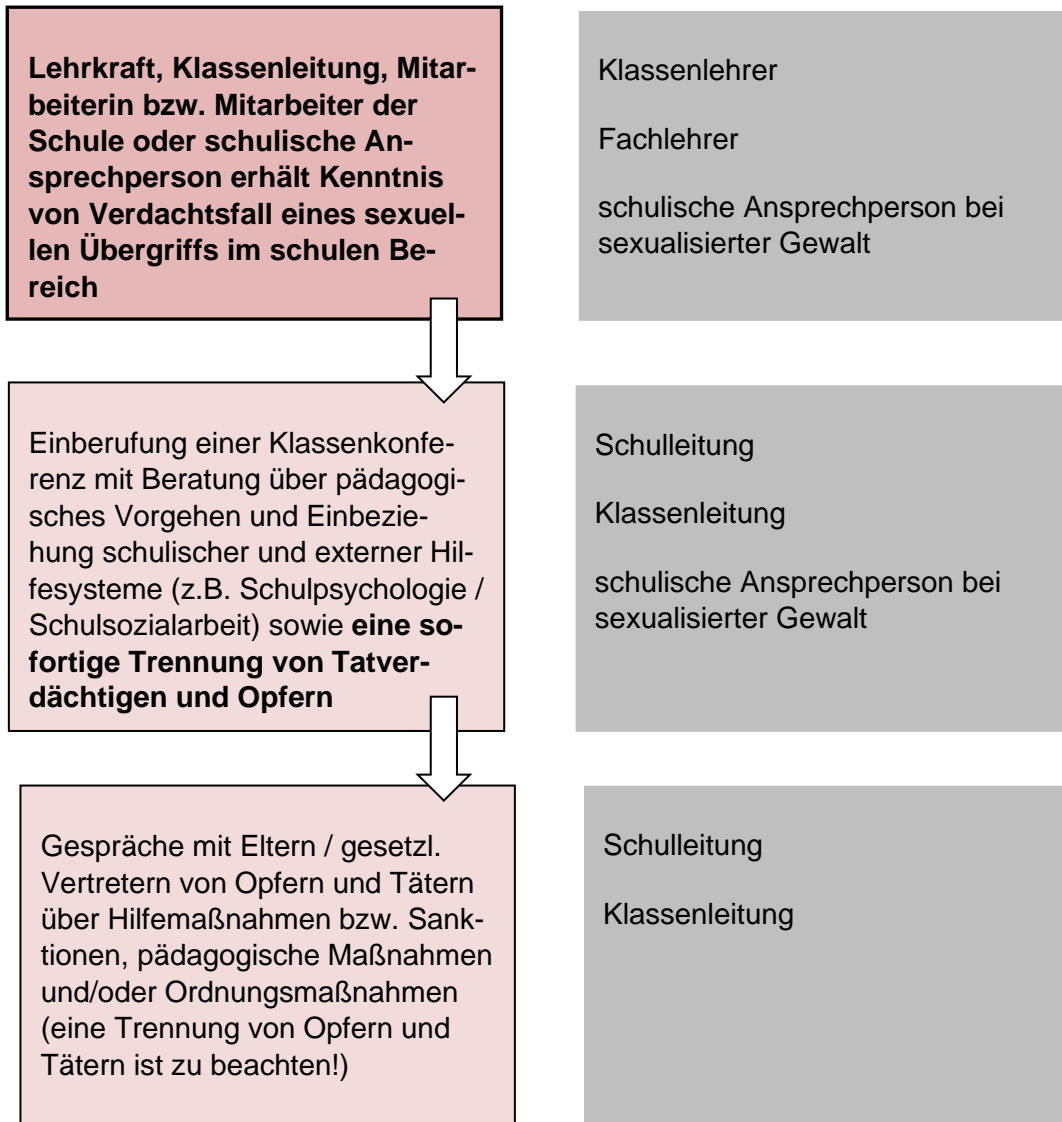 Lehrkraft, Klassenleitung, Mitar-
beiterin bzw. Mitarbeiter der
Schule oder schulische An-
sprechperson erhält Kenntnis
von Verdachtsfall eines sexuel-
len Übergriffs im schulen Be-
reich
Klassenlehrer
Fachlehrer
schulische Ansprechperson bei
sexualisierter Gewalt
Einberufung einer Klassenkonfe-
renz mit Beratung über pädagogi-
sches Vorgehen und Einbezie-
hung schulischer und externer Hil-
fesysteme (z.B. Schulpsychologie /
Schulsozialarbeit) sowie eine so-
fortige Trennung von Tatver-
dächtigen und Opfern
Schulleitung
Klassenleitung
schulische Ansprechperson bei
sexualisierter Gewalt
Gespräche mit Eltern / gesetzl.
Vertretern von Opfern und Tätern
über Hilfemaßnahmen bzw. Sank-
tionen, pädagogische Maßnahmen
und/oder Ordnungsmaßnahmen
(eine Trennung von Opfern und
Tätern ist zu beachten!)
Schulleitung
Klassenleitung